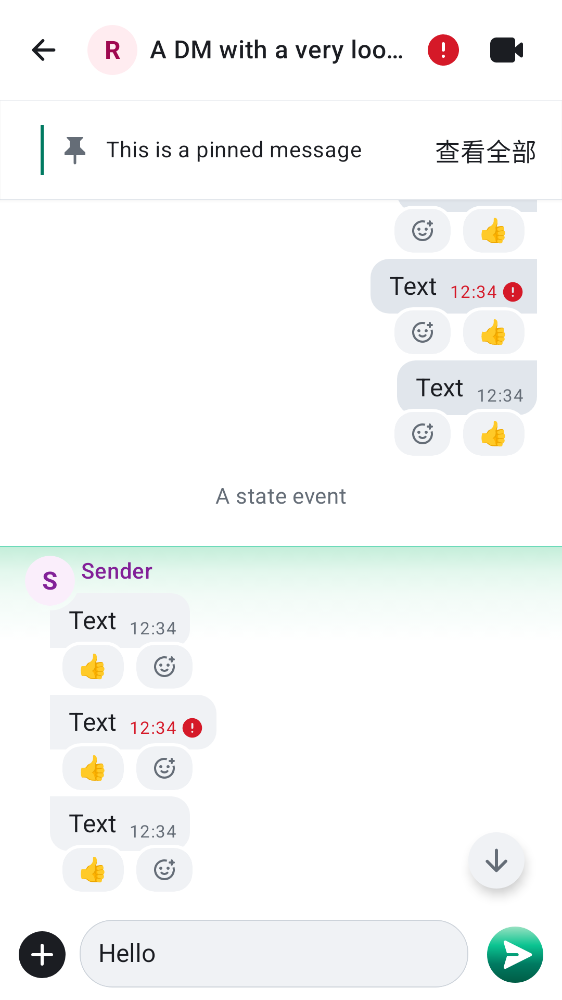 R
A DM with a very loo…
This is a pinned message
查看全部
Text 12:34
Text 12:34
A state event
S
Sender
Text 12:34
Text 12:34
Text 12:34
Hello